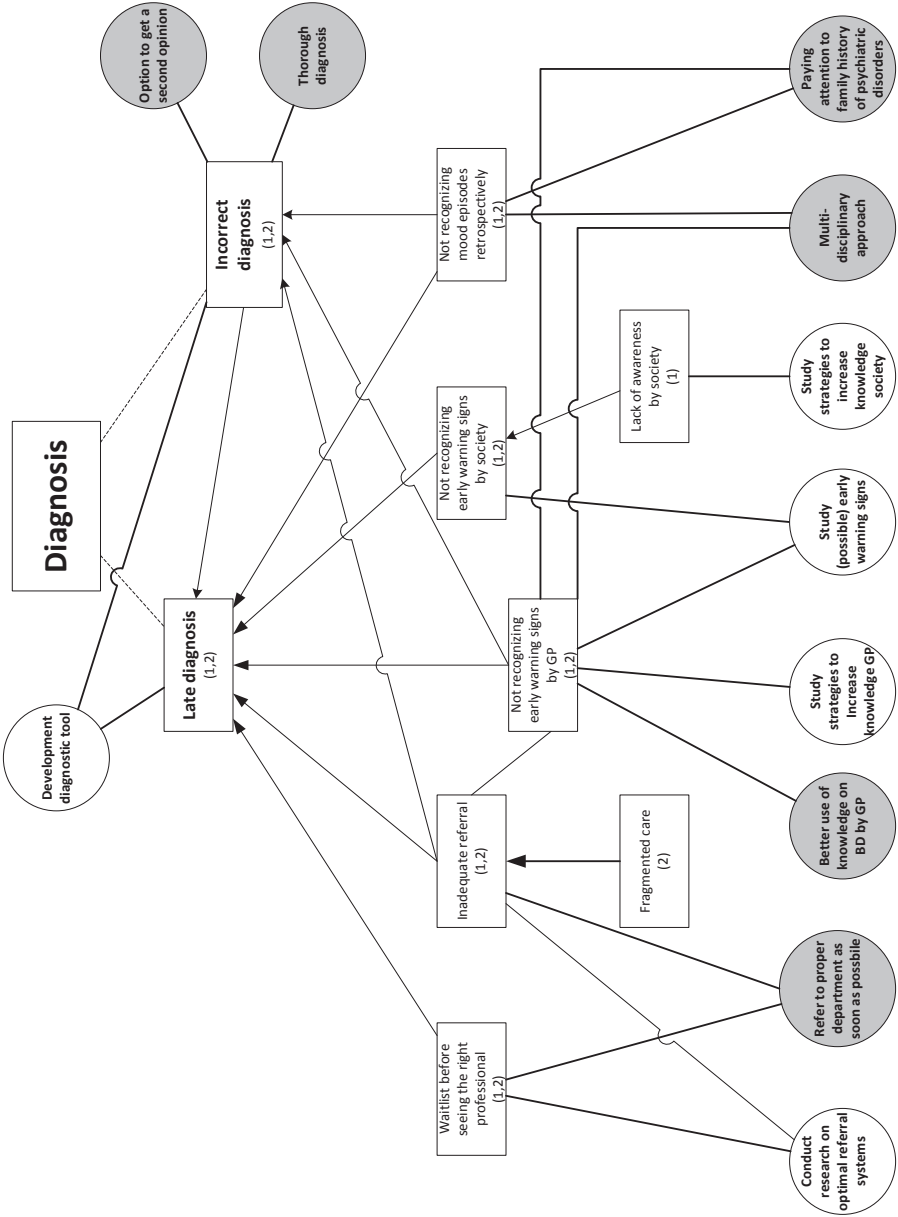 Diagnosis
Development
diagnostic tool
Late diagnosis
(1,2)
Incorrect
diagnosis
(1,2)
Option to get a
second opinion
Thorough
diagnosis
Waitlist before
seeing the right
professional
(1,2)
Inadequate referral
(1,2)
Not recognizing
early warning signs
by GP
(1,2)
Not recognizing
early warning signs
by society
(1,2)
Not recognizing
mood episodes
retrospectively
(1,2)
Fragmented care
(2)
Lack of awareness
by society
(1)
Conduct
research on
optimal referral
systems
Refer to proper
department as
soon as possbile
Better use of
knowledge on
BD by GP
Study
strategies to
Increase
knowledge GP
Study
(possible) early
warning signs
Study
strategies to
increase
knowledge
society
Multi-
disciplinary
approach
Paying
attention to
family history
of psychiatric
disorders